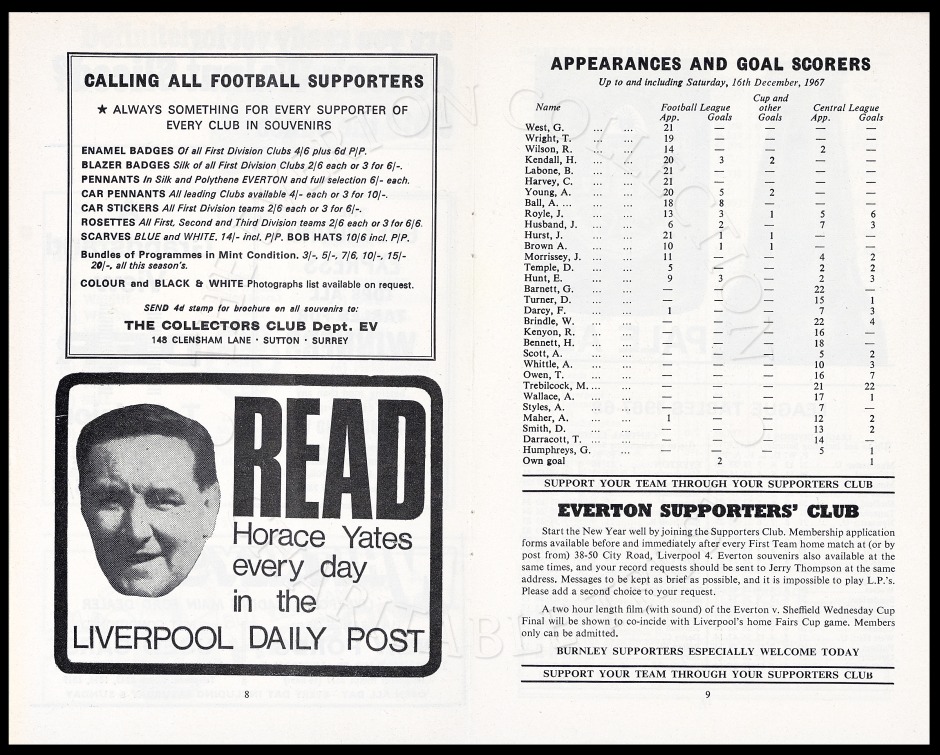 CALLING ALL FOOTBALL SUPPORTERS
★ ALWAYS SOMETHING FOR EVERY SUPPORTER OF
EVERY CLUB IN SOUVENIRS
ENAMEL BADGES Of all First Division Clubs 4/6 plus 6d P/P.
BLAZER BADGES Silk of all First Division Clubs 2/6 each or 3 for 6/-.
PENNANTS In Silk and Polythene EVERTON and full selection 6/- each.
CAR PENNANTS All leading Clubs available 4/- each or 3 for 10/-.
CAR STICKERS All First Division teams 2/6 each or 3 for 6/-.
ROSETTES All First, Second and Third Division teams 2/6 each or 3 for 6/6.
SCARVES BLUE and WHITE, 14/- incl. P/P. BOB HATS 10/6 incl. P/P.
Bundles of Programmes in Mint Condition. 3/-, 5/-, 7/6, 10/-, 15/-
20/-, all this season's.
COLOUR and BLACK & WHITE Photographs list available on request.
SEND 4d stamp for brochure on all souvenirs to:
THE COLLECTORS CLUB Dept. EV
148 CLENSHAM LANE · SUTTON · SURREY
READ
Horace Yates
every day
in the
LIVERPOOL DAILY POST
8
APPEARANCES AND GOAL SCORERS
Up to and including Saturday, 16th December, 1967
Name Football League Cup and other Goals Central League
App. Goals App. Goals
West, G. ... ... 21 — — — —
Wright, T. ... ... 19 — — — —
Wilson, R. ... ... 14 — — 2 —
Kendall, H. ... ... 20 3 2 — —
Labone, B. ... ... 21 — — — —
Harvey, C. ... ... 21 — — — —
Young, A. ... ... 20 5 2 — —
Ball, A. ... ... 18 8 — — —
Royle, J. ... ... 13 3 1 5 6
Husband, J. ... ... 6 2 — 7 3
Hurst, J. ... ... 21 1 1 — —
Brown A. ... ... 10 1 1 — —
Morrissey, J. ... ... 11 — — 4 2
Temple, D. ... ... 5 — — 2 2
Hunt, E. ... ... 9 3 — 2 3
Barnett, G. ... ... — — — 22 —
Turner, D. ... ... — — — 15 1
Darcy, F. ... ... 1 — — 7 3
Brindle, W. ... ... — — — 22 4
Kenyon, R. ... ... — — — 16 —
Bennett, H. ... ... — — — 18 —
Scott, A. ... ... — — — 5 2
Whittle, A. ... ... — — — 10 3
Owen, T. ... ... — — — 16 7
Trebilcock, M. ... ... — — — 21 22
Wallace, A. ... ... — — — 17 1
Styles, A. ... ... — — — 7 —
Maher, A. ... ... 1 — — 12 2
Smith, D. ... ... — — — 13 2
Darracott, T. ... ... — — — 14 —
Humphreys, G. ... — — — 5 1
Own goal 2 1
SUPPORT YOUR TEAM THROUGH YOUR SUPPORTERS CLUB
EVERTON SUPPORTERS' CLUB
Start the New Year well by joining the Supporters Club. Membership application
forms available before and immediately after every First Team home match at (or by
post from) 38-50 City Road, Liverpool 4. Everton souvenirs also available at the
same times, and your record requests should be sent to Jerry Thompson at the same
address. Messages to be kept as brief as possible, and it is impossible to play L.P.'s.
Please add a second choice to your request.
A two hour length film (with sound) of the Everton v. Sheffield Wednesday Cup
Final will be shown to co-incide with Liverpool's home Fairs Cup game. Members
only can be admitted.
BURNLEY SUPPORTERS ESPECIALLY WELCOME TODAY
SUPPORT YOUR TEAM THROUGH YOUR SUPPORTERS CLUB
9